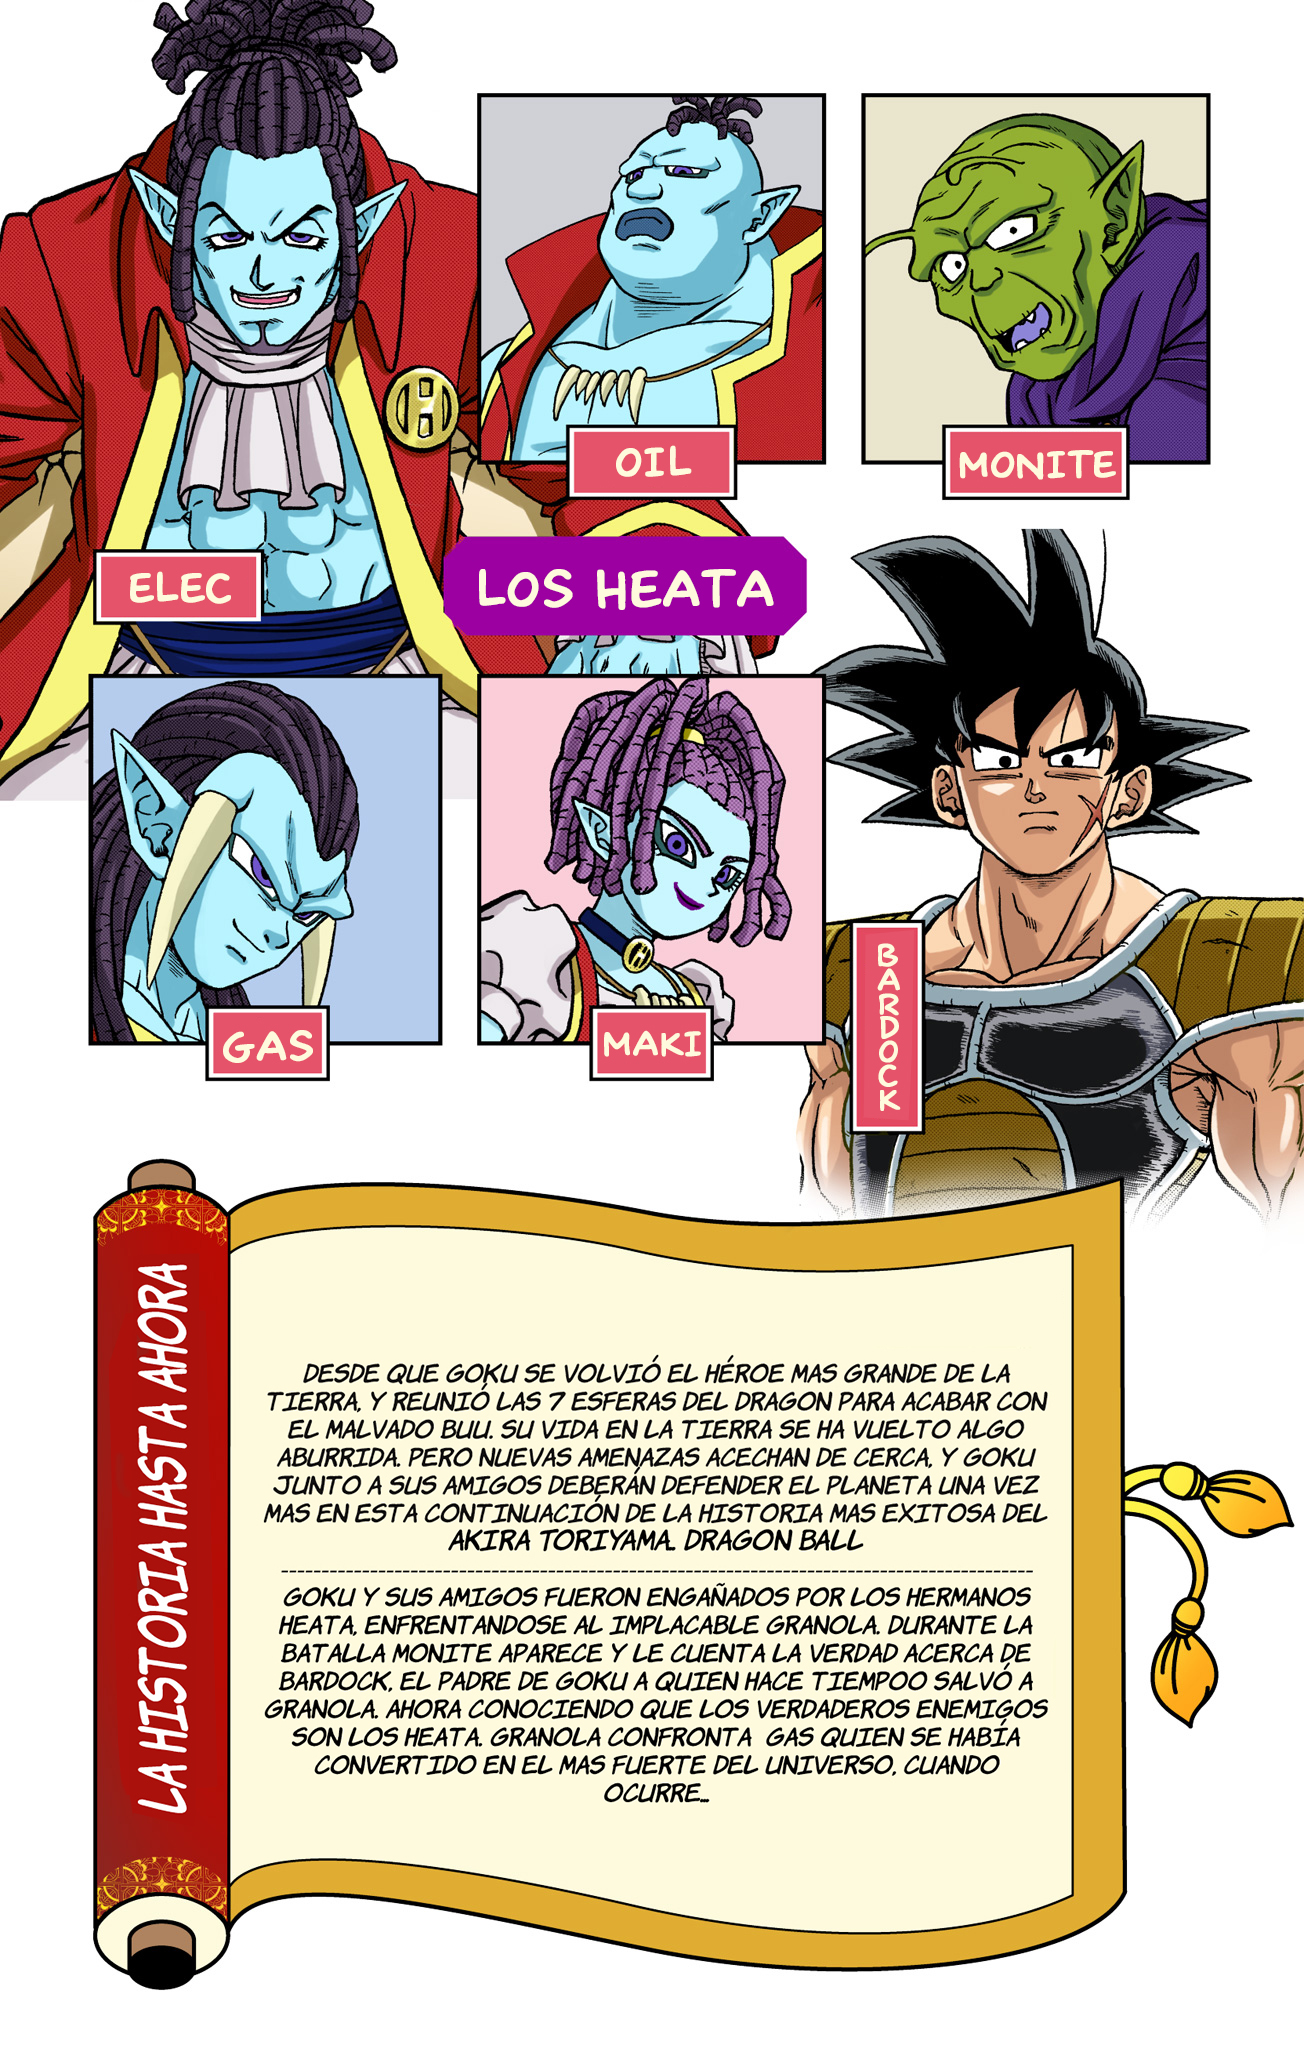 OIL
MONITE
ELEC
LOS HEATA
GAS
MAKI
BARDOCK
LA HISTORIA HASTA AHORA
DESDE QUE GOKU SE VOLVIÓ EL HÉROE MAS GRANDE DE LA
TIERRA, Y REUNIÓ LAS 7 ESFERAS DEL DRAGON PARA ACABAR CON
EL MALVADO BUU. SU VIDA EN LA TIERRA SE HA VUELTO ALGO
ABURRIDA. PERO NUEVAS AMENAZAS ACECHAN DE CERCA, Y GOKU
JUNTO A SUS AMIGOS DEBERÁN DEFENDER EL PLANETA UNA VEZ
MAS EN ESTA CONTINUACIÓN DE LA HISTORIA MAS EXITOSA DEL
AKIRA TORIYAMA. DRAGON BALL
GOKU Y SUS AMIGOS FUERON ENGAÑADOS POR LOS HERMANOS
HEATA, ENFRENTANDOSE AL IMPLACABLE GRANOLA. DURANTE LA
BATALLA MONITE APARECE Y LE CUENTA LA VERDAD ACERCA DE
BARDOCK, EL PADRE DE GOKU A QUIEN HACE TIEMPOO SALVÓ A
GRANOLA. AHORA CONOCIENDO QUE LOS VERDADEROS ENEMIGOS
SON LOS HEATA. GRANOLA CONFRONTA  GAS QUIEN SE HABÍA
CONVERTIDO EN EL MAS FUERTE DEL UNIVERSO, CUANDO
OCURRE...